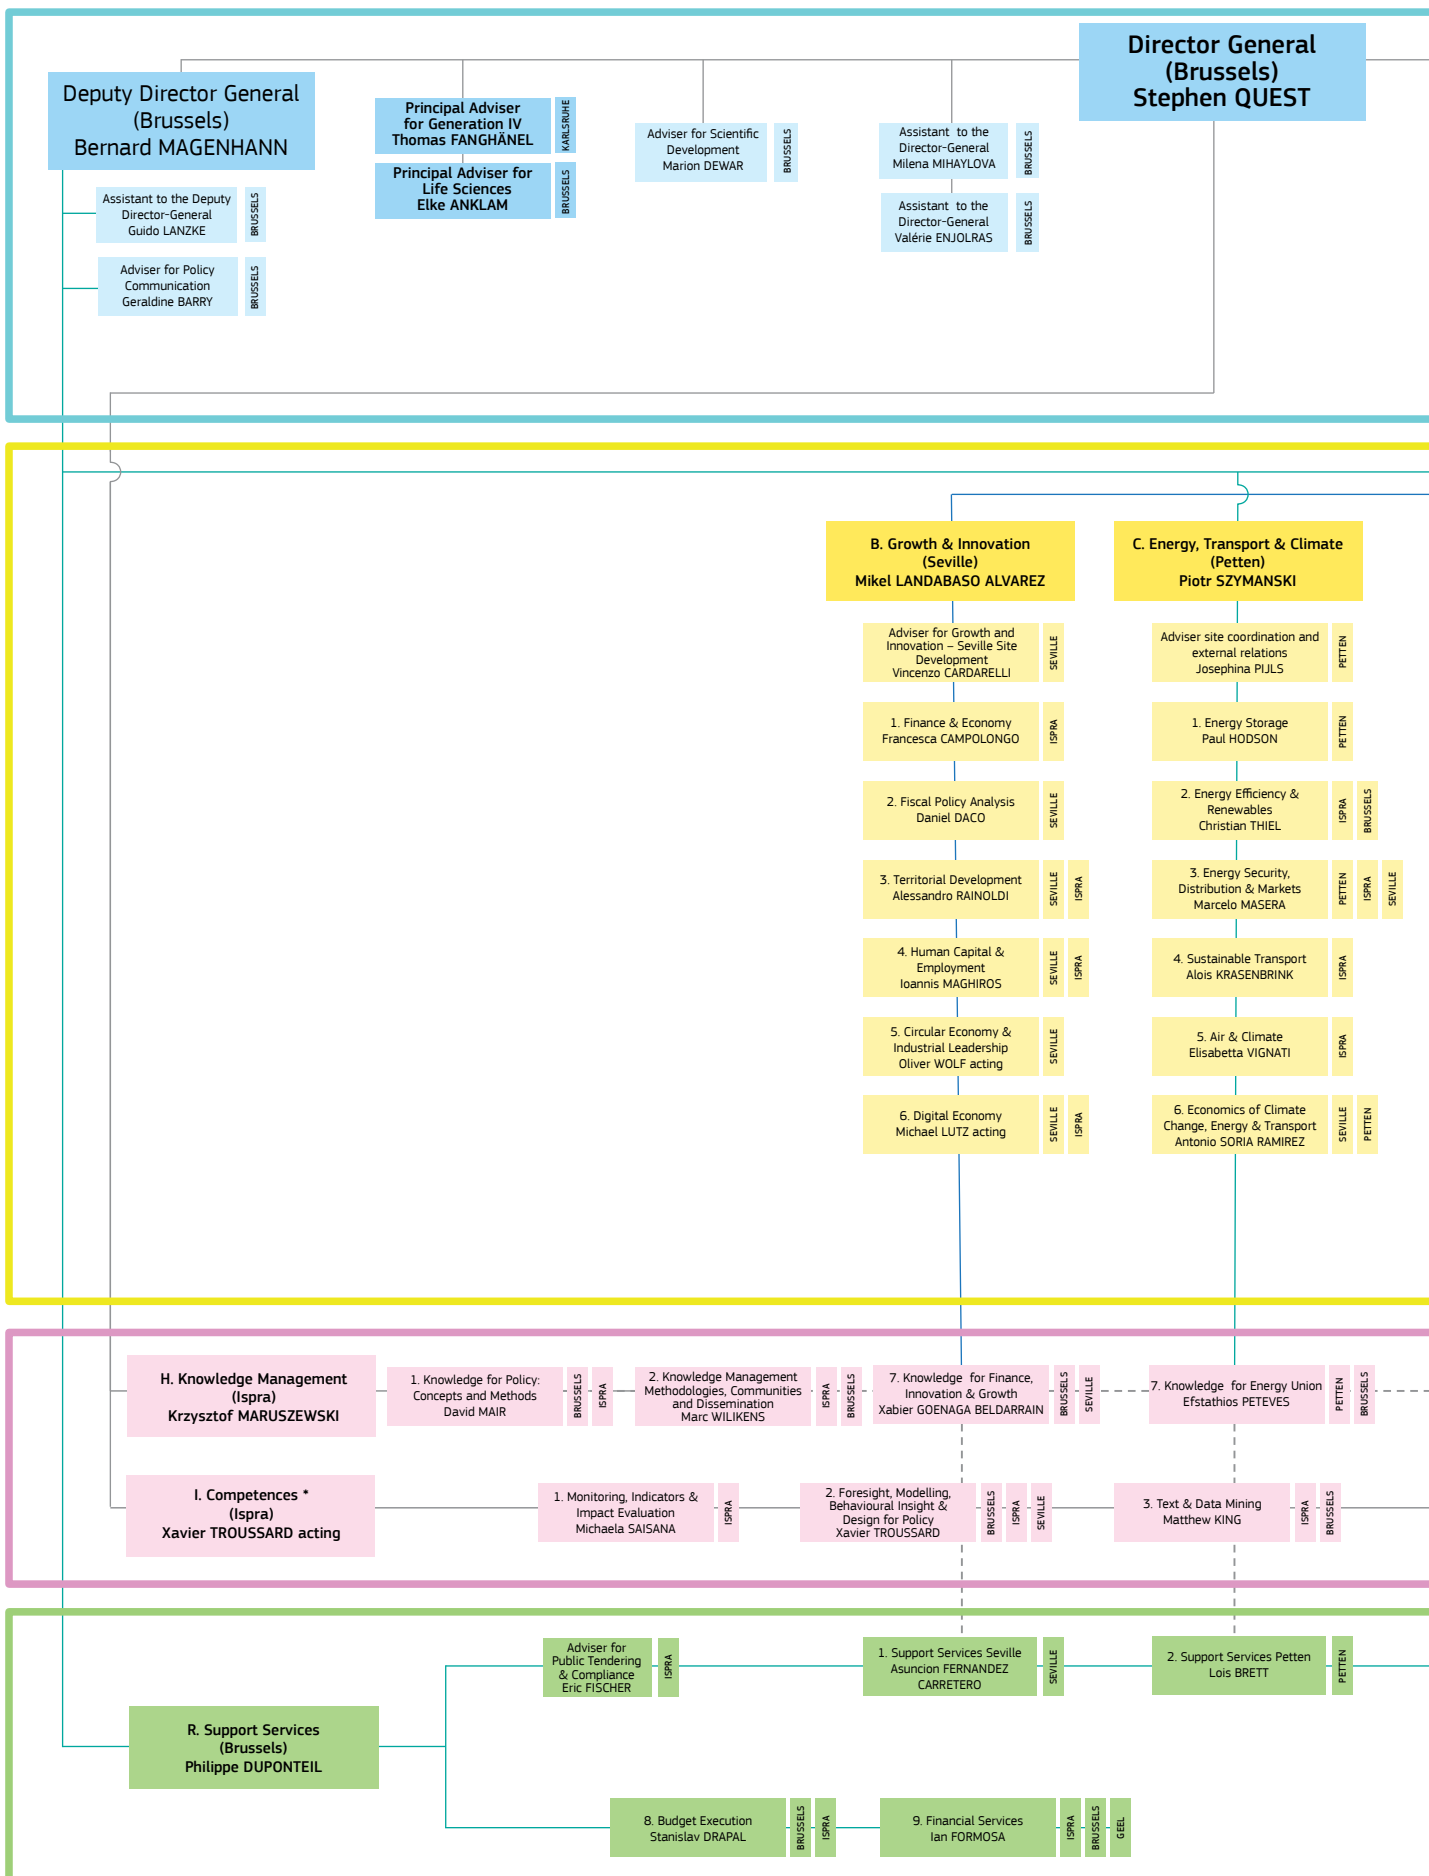 Director General
(Brussels)
Stephen QUEST
Deputy Director General
(Brussels)
Bernard MAGENHANN
Principal Adviser
for Generation IV
Thomas FANGHÄNEL
KARLSRUHE
Principal Adviser for
Life Sciences
Elke ANKLAM
BRUSSELS
Adviser for Scientific
Development
Marion DEWAR
BRUSSELS
Assistant to the
Director-General
Milena MIHAYLOVA
BRUSSELS
Assistant to the
Director-General
Valérie ENJOLRAS
BRUSSELS
Assistant to the Deputy
Director-General
Guido LANZKE
BRUSSELS
Adviser for Policy
Communication
Geraldine BARRY
BRUSSELS
B. Growth & Innovation
(Seville)
Mikel LANDABASO ALVAREZ
Adviser for Growth and
Innovation – Seville Site
Development
Vincenzo CARDARELLI
SEVILLE
1. Finance & Economy
Francesca CAMPOLONGO
ISPRA
2. Fiscal Policy Analysis
Daniel DACO
SEVILLE
3. Territorial Development
Alessandro RAINOLDI
SEVILLE
ISPRA
4. Human Capital &
Employment
Ioannis MAGHIROS
SEVILLE
ISPRA
5. Circular Economy &
Industrial Leadership
Oliver WOLF acting
SEVILLE
6. Digital Economy
Michael LUTZ acting
SEVILLE
ISPRA
C. Energy, Transport & Climate
(Petten)
Piotr SZYMANSKI
Adviser site coordination and
external relations
Josephina PIJLS
PETTEN
1. Energy Storage
Paul HODSON
PETTEN
2. Energy Efficiency &
Renewables
Christian THIEL
ISPRA
BRUSSELS
3. Energy Security,
Distribution & Markets
Marcelo MASERA
PETTEN
ISPRA
SEVILLE
4. Sustainable Transport
Alois KRASENBRINK
ISPRA
5. Air & Climate
Elisabetta VIGNATI
ISPRA
6. Economics of Climate
Change, Energy & Transport
Antonio SORIA RAMIREZ
SEVILLE
PETTEN
H. Knowledge Management
(Ispra)
Krzysztof MARUSZEWSKI
1. Knowledge for Policy:
Concepts and Methods
David MAIR
BRUSSELS
ISPRA
2. Knowledge Management
Methodologies, Communities
and Dissemination
Marc WILIKENS
ISPRA
BRUSSELS
7. Knowledge for Finance,
Innovation & Growth
Xabier GOENAGA BELDARRAIN
BRUSSELS
SEVILLE
7. Knowledge for Energy Union
Efstathios PETEVES
PETTEN
BRUSSELS
I. Competences *
(Ispra)
Xavier TROUSSARD acting
1. Monitoring, Indicators &
Impact Evaluation
Michaela SAISANA
ISPRA
2. Foresight, Modelling,
Behavioural Insight &
Design for Policy
Xavier TROUSSARD
BRUSSELS
ISPRA
SEVILLE
3. Text & Data Mining
Matthew KING
ISPRA
BRUSSELS
R. Support Services
(Brussels)
Philippe DUPONTEIL
Adviser for
Public Tendering
& Compliance
Eric FISCHER
ISPRA
1. Support Services Seville
Asuncion FERNANDEZ
CARRETERO
SEVILLE
2. Support Services Petten
Lois BRETT
PETTEN
8. Budget Execution
Stanislav DRAPAL
BRUSSELS
ISPRA
9. Financial Services
Ian FORMOSA
ISPRA
BRUSSELS
GEEL